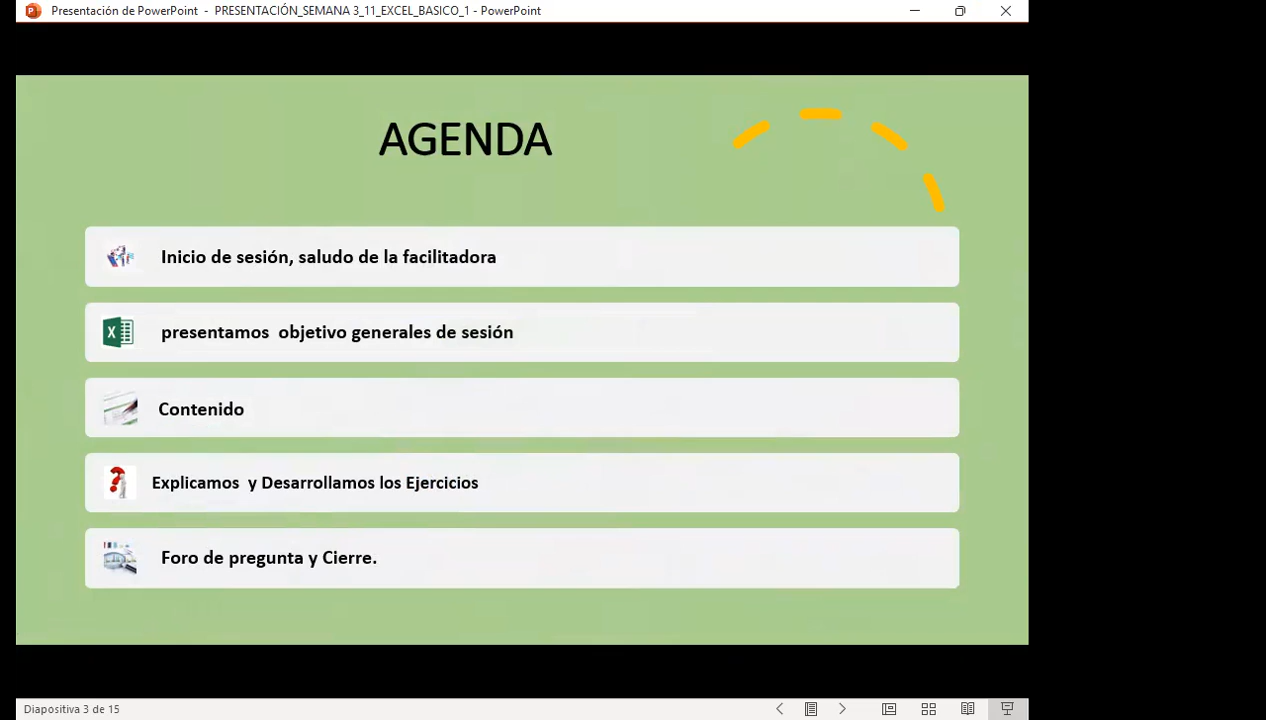 Presentación de PowerPoint - PRESENTACIÓN_SEMANA 3_11_EXCEL_BASICO_1 - PowerPoint
AGENDA
Inicio de sesión, saludo de la facilitadora
presentamos objetivo generales de sesión
Contenido
Explicamos y Desarrollamos los Ejercicios
Foro de pregunta y Cierre.
Diapositiva 3 de 15